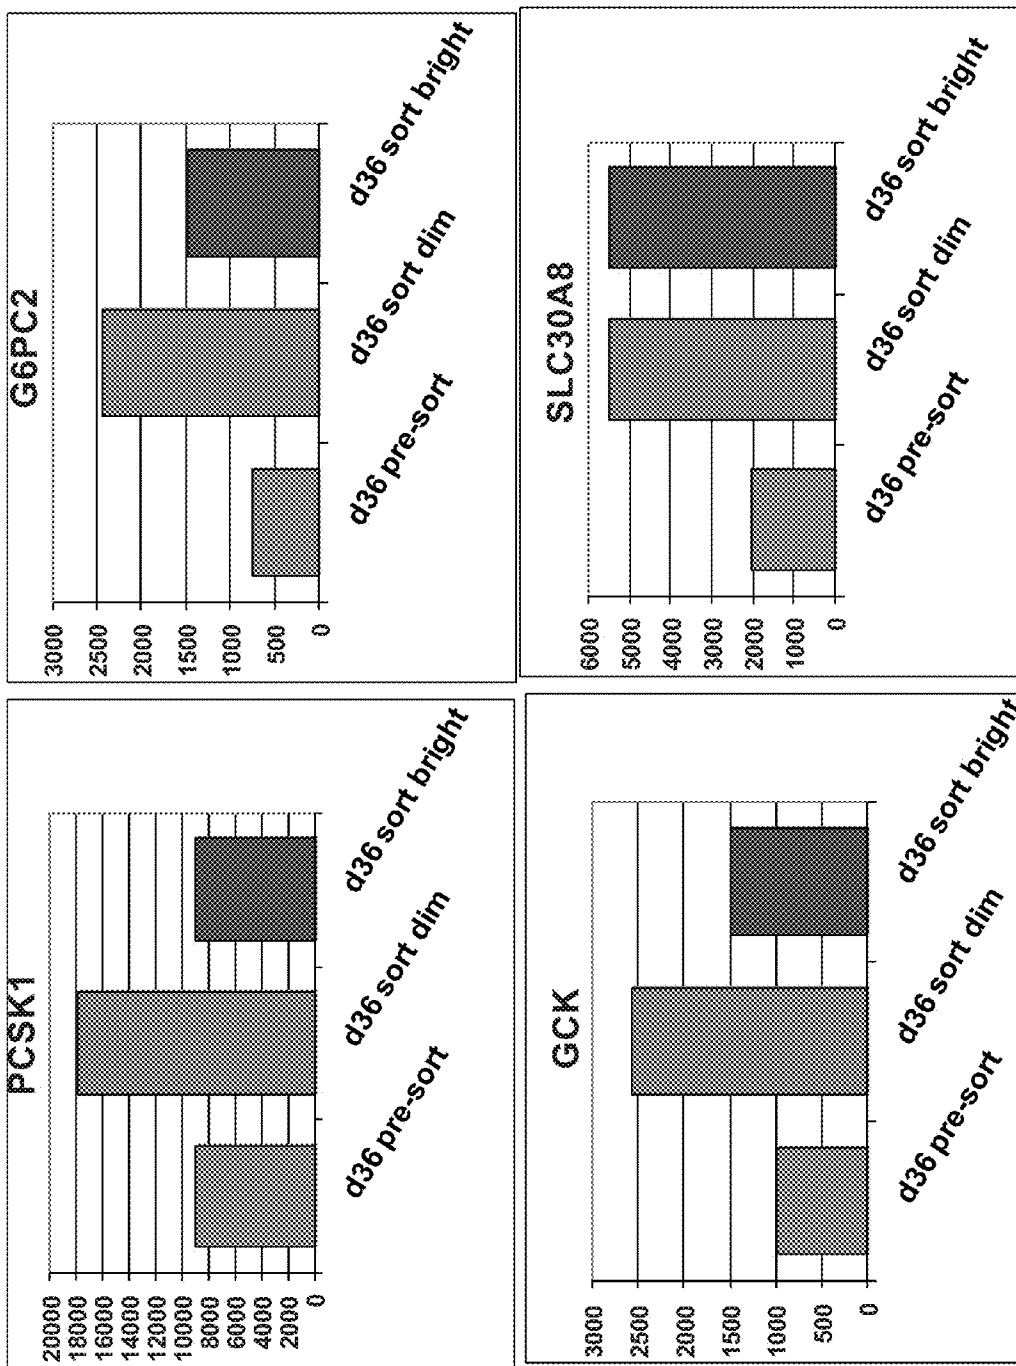 PCSK1
20000
18000
16000
14000
12000
10000
8000
6000
4000
2000
0
d36 pre-sort
d36 sort dim
d36 sort bright
G6PC2
3000
2500
2000
1500
1000
500
0
d36 pre-sort
d36 sort dim
d36 sort bright
GCK
3000
2500
2000
1500
1000
500
0
d36 pre-sort
d36 sort dim
d36 sort bright
SLC30A8
6000
5000
4000
3000
2000
1000
0
d36 pre-sort
d36 sort dim
d36 sort bright